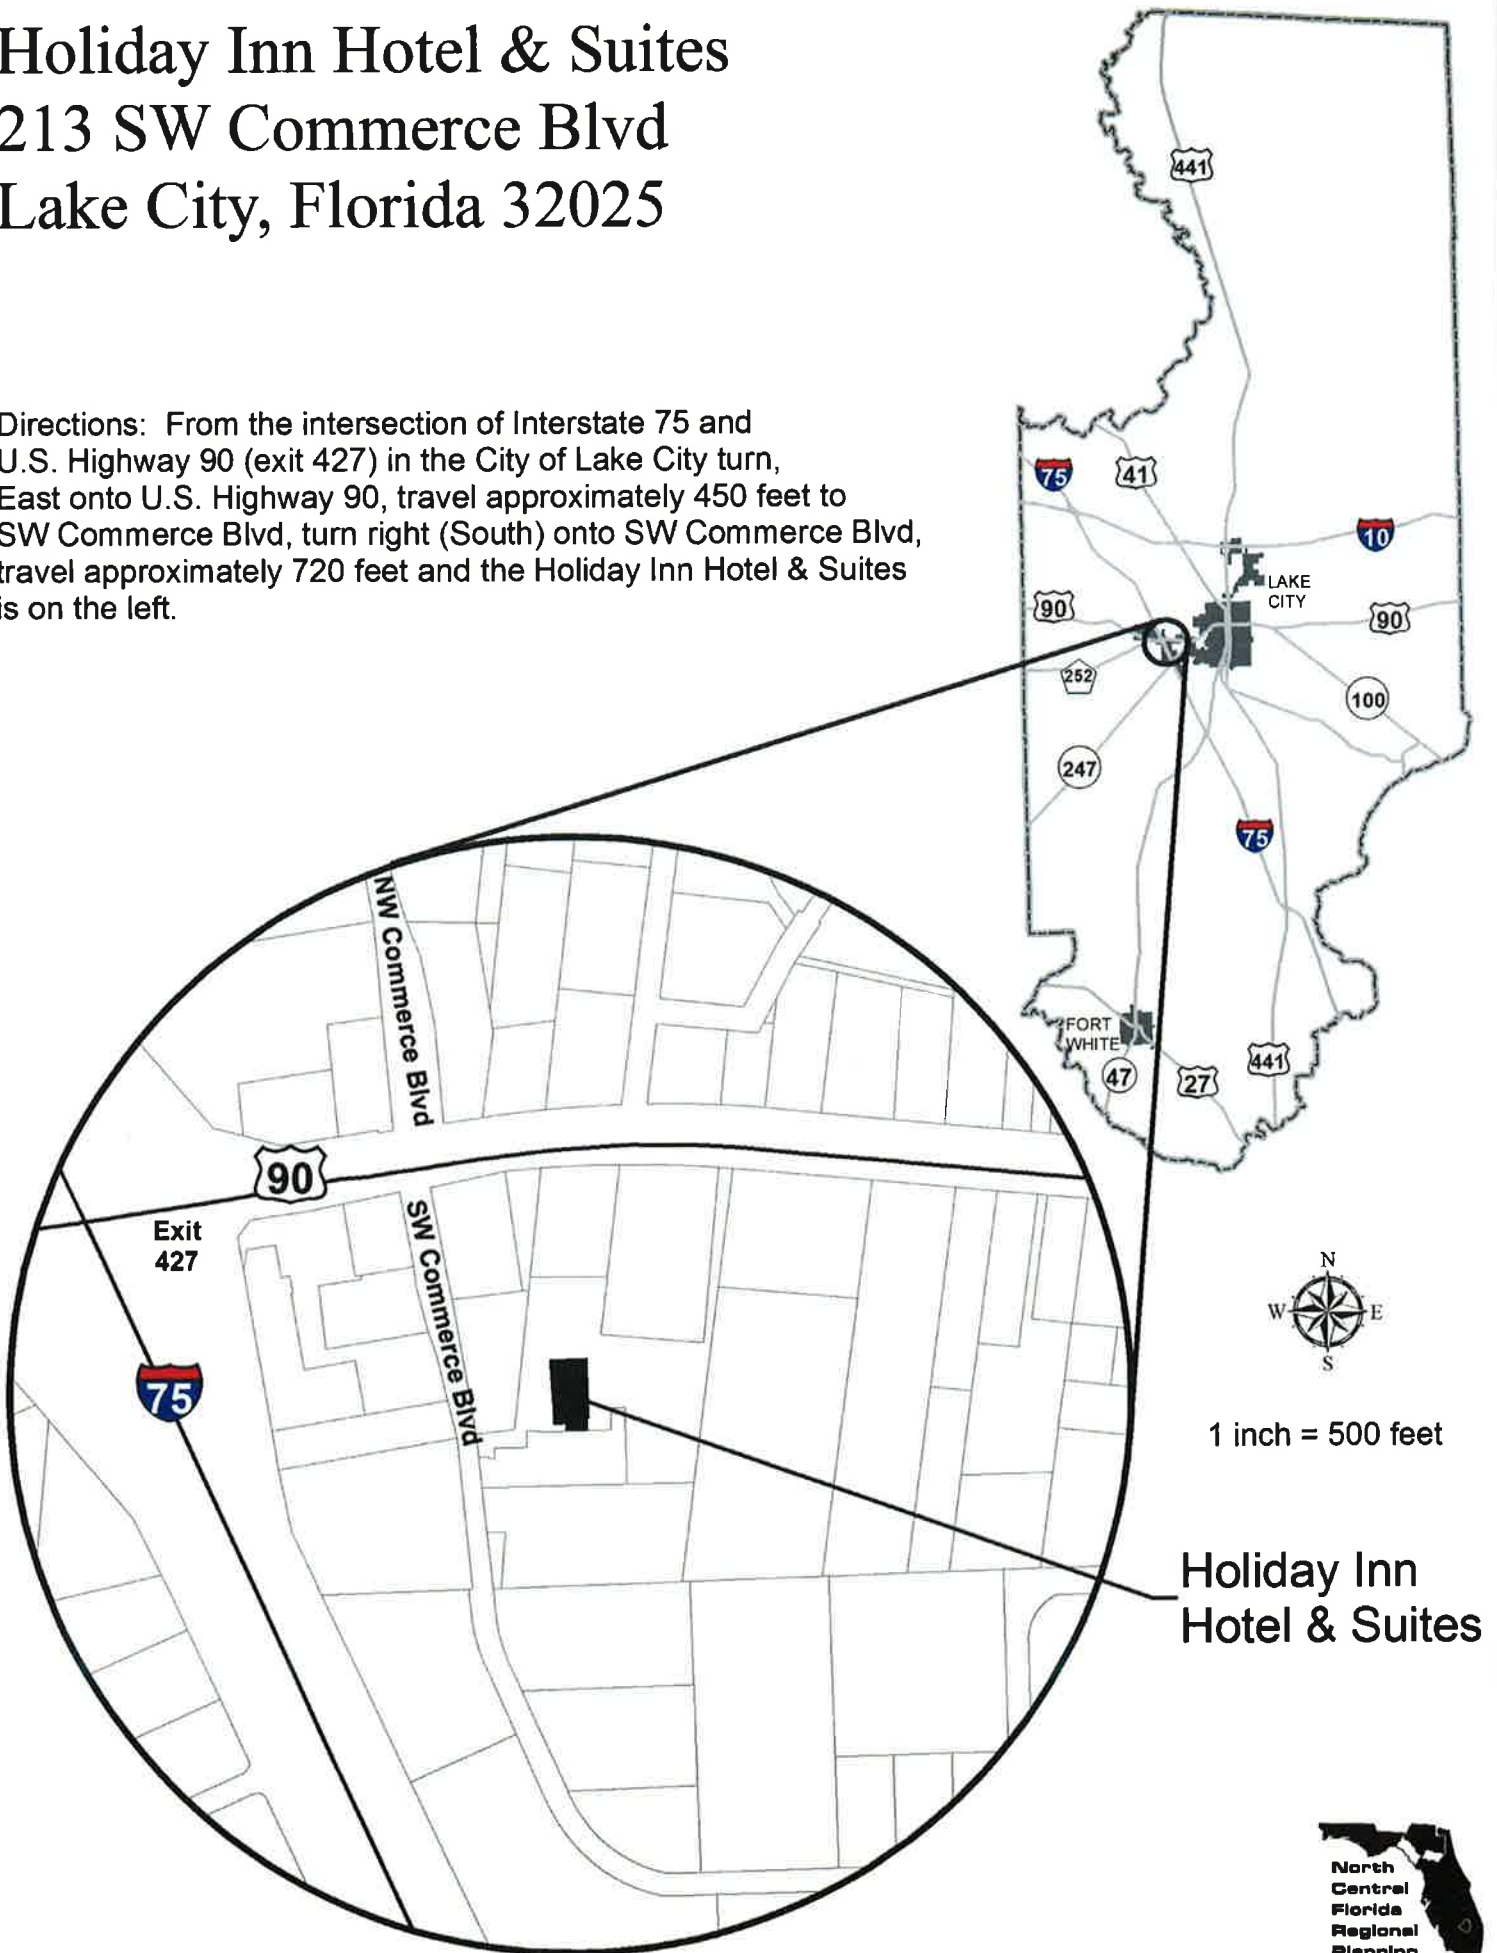 Holiday Inn Hotel & Suites
213 SW Commerce Blvd
Lake City, Florida 32025
Directions: From the intersection of Interstate 75 and
U.S. Highway 90 (exit 427) in the City of Lake City turn,
East onto U.S. Highway 90, travel approximately 450 feet to
SW Commerce Blvd, turn right (South) onto SW Commerce Blvd,
travel approximately 720 feet and the Holiday Inn Hotel & Suites
is on the left.
441
75
41
10
LAKE
CITY
90
90
252
100
247
75
FORT
WHITE
47
27
441
NW Commerce Blvd
90
Exit
427
SW Commerce Blvd
75
N
W
E
S
1 inch = 500 feet
Holiday Inn
Hotel & Suites
North
Central
Florida
Regional
Planning